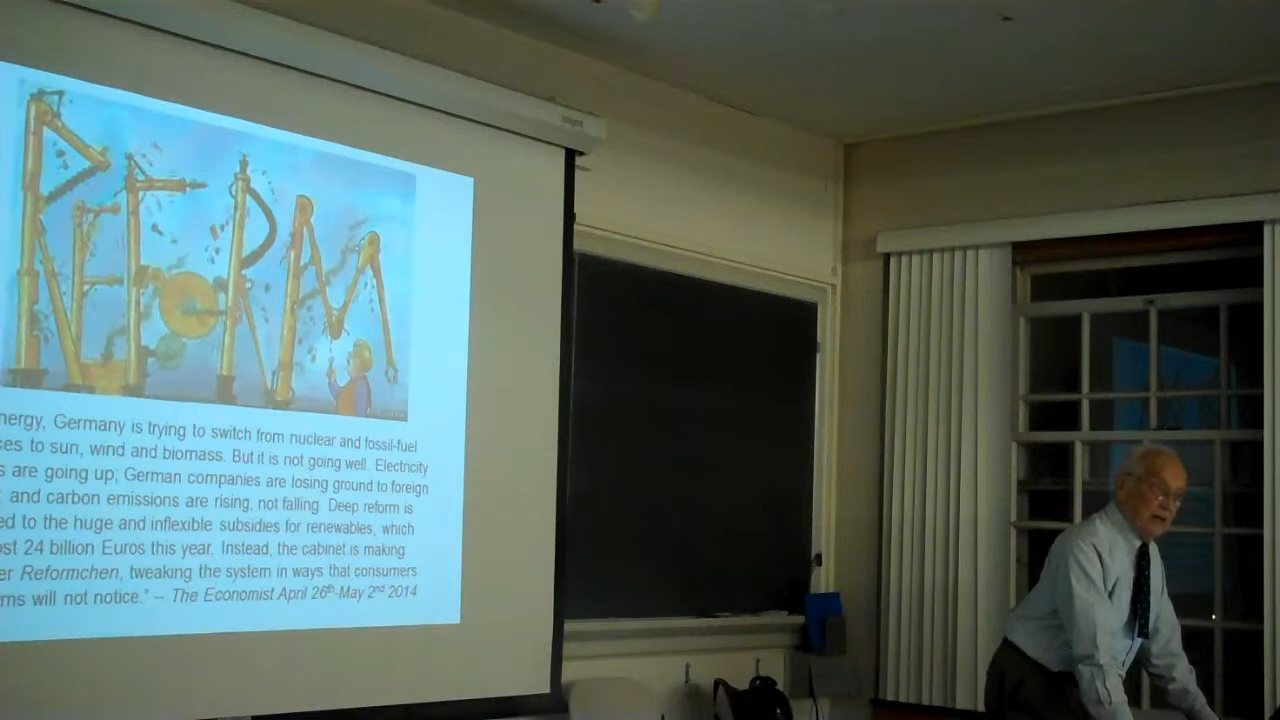 REFORM
nergy, Germany is trying to switch from nuclear and fossil-fuel
ces to sun, wind and biomass. But it is not going well. Electricity
s are going up; German companies are losing ground to foreign
; and carbon emissions are rising, not falling Deep reform is
ed to the huge and inflexible subsidies for renewables, which
ost 24 billion Euros this year. Instead, the cabinet is making
er Reformchen, tweaking the system in ways that consumers
ms will not notice.” -- The Economist April 26th-May 2nd 2014